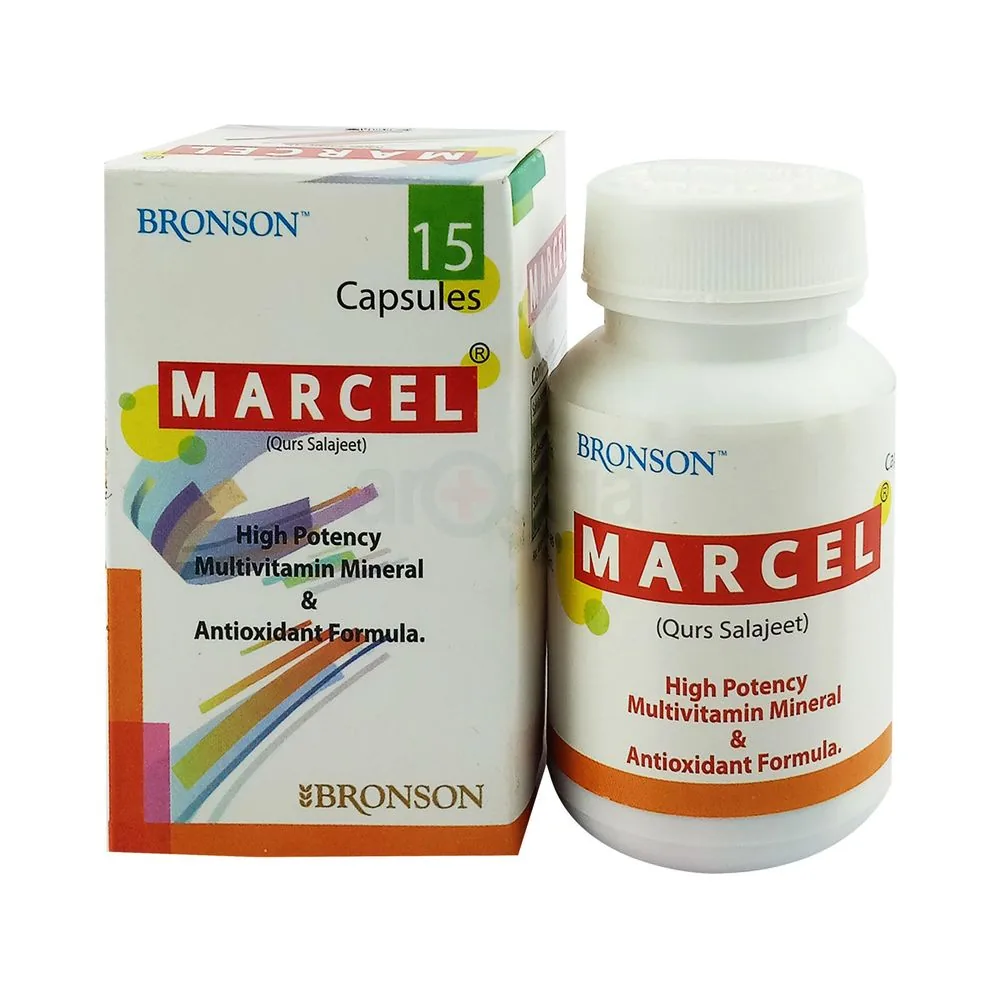 MARCEL
®
BRONSON™
15
Capsules
MARCEL®
(Qurs Salajeet)
High Potency
Multivitamin Mineral
&
Antioxidant Formula.
BRONSON
MARCEL
BRONSON™
MARCEL®
(Qurs Salajeet)
High Potency
Multivitamin Mineral
&
Antioxidant Formula.